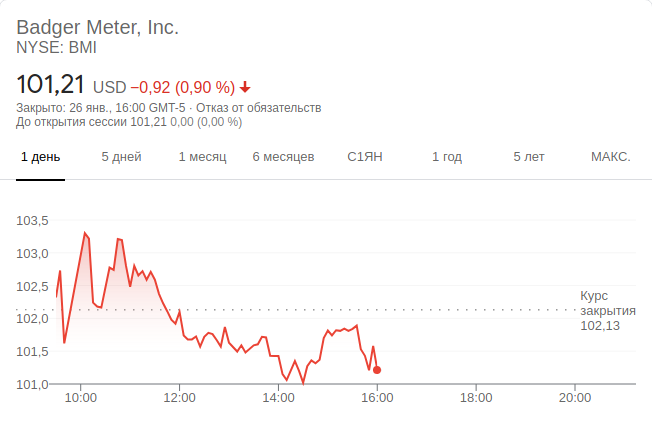 Badger Meter, Inc.
NYSE: BMI
101,21 USD −0,92 (0,90 %)
Закрыто: 26 янв., 16:00 GMT-5 · Отказ от обязательств
До открытия сессии 101,21 0,00 (0,00 %)
1 день 5 дней 1 месяц 6 месяцев С1ЯН 1 год 5 лет МАКС.
103,5
103,0
102,5
Курс
закрытия
102,13
102,0
101,5
101,0
10:00 12:00 14:00 16:00 18:00 20:00